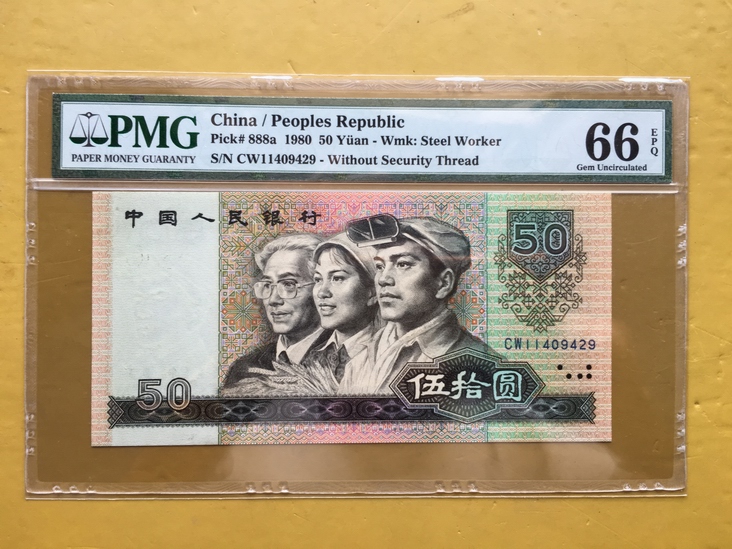 PMG
PAPER MONEY GUARANTY
China / Peoples Republic
Pick# 888a 1980 50 Yüan - Wmk: Steel Worker
S/N CW11409429 - Without Security Thread
66 EPQ
Gem Uncirculated
中国人民银行
50
CW11409429
50
伍拾圆